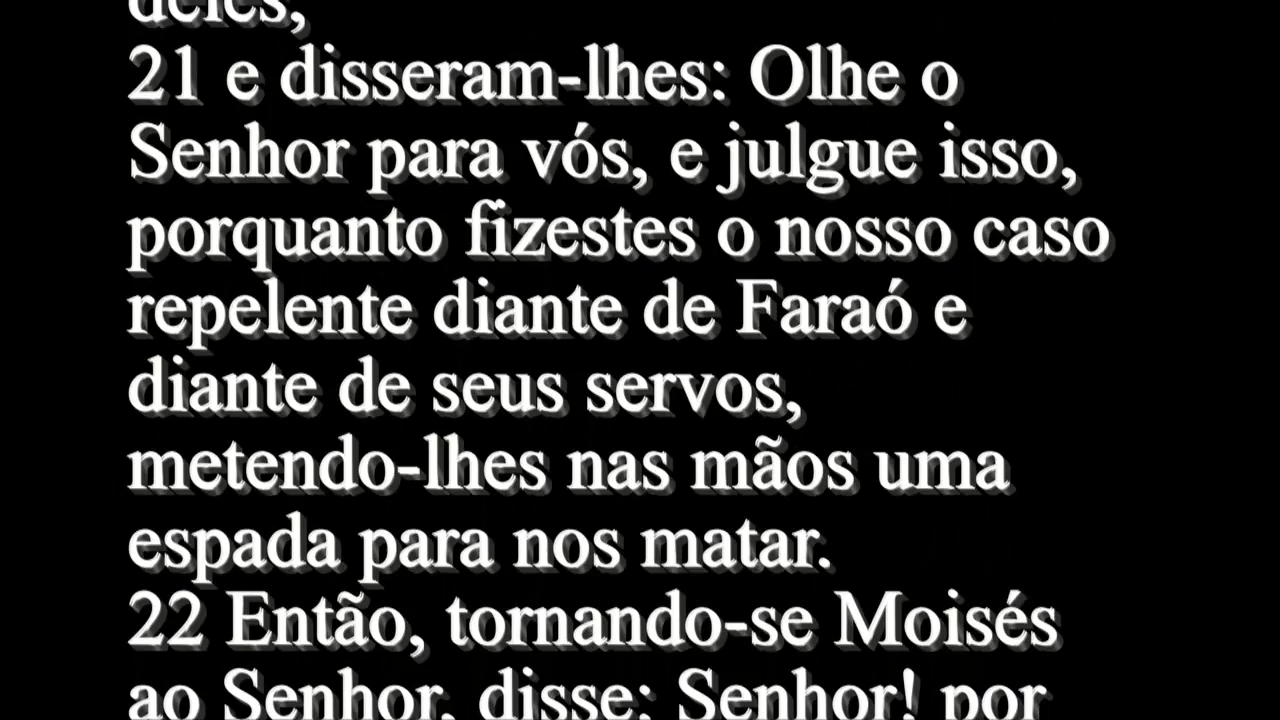 deles,
21 e disseram-lhes: Olhe o
Senhor para vós, e julgue isso,
porquanto fizestes o nosso caso
repelente diante de Faraó e
diante de seus servos,
metendo-lhes nas mãos uma
espada para nos matar.
22 Então, tornando-se Moisés
ao Senhor, disse: Senhor! por